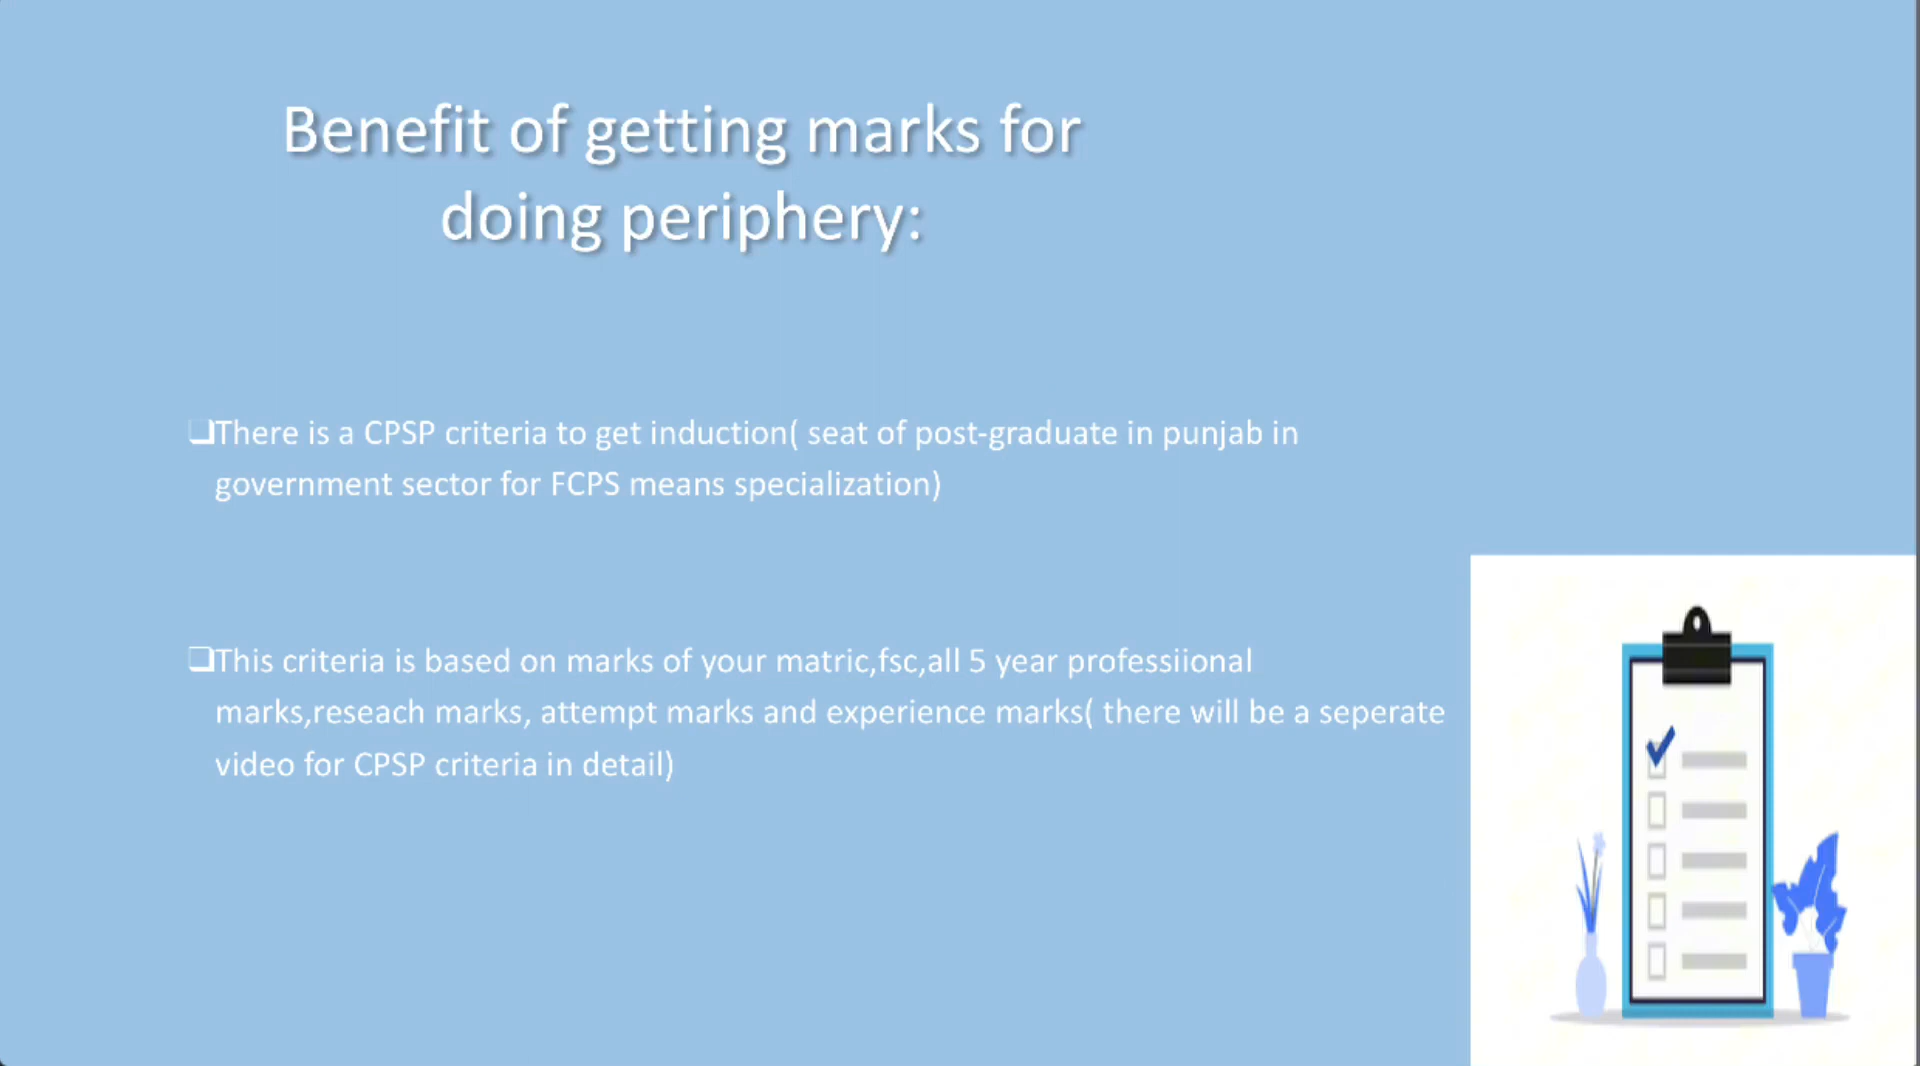 Benefit of getting marks for
doing periphery:
❑There is a CPSP criteria to get induction( seat of post-graduate in punjab in
government sector for FCPS means specialization)
❑This criteria is based on marks of your matric,fsc,all 5 year professiional
marks,reseach marks, attempt marks and experience marks( there will be a seperate
video for CPSP criteria in detail)